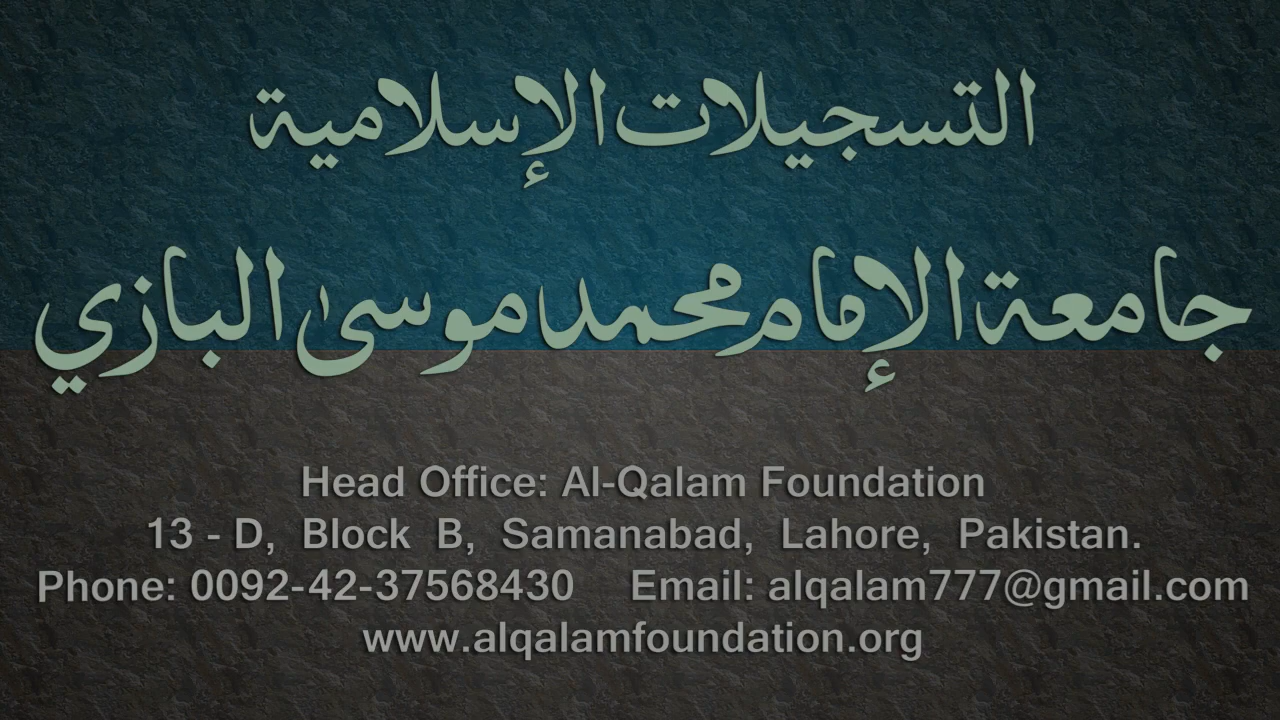 التسجيلات الإسلامية
جامعة الإمام محمد موسىٰ البازي
Head Office: Al-Qalam Foundation
13 - D, Block B, Samanabad, Lahore, Pakistan.
Phone: 0092-42-37568430 Email: alqalam777@gmail.com
www.alqalamfoundation.org